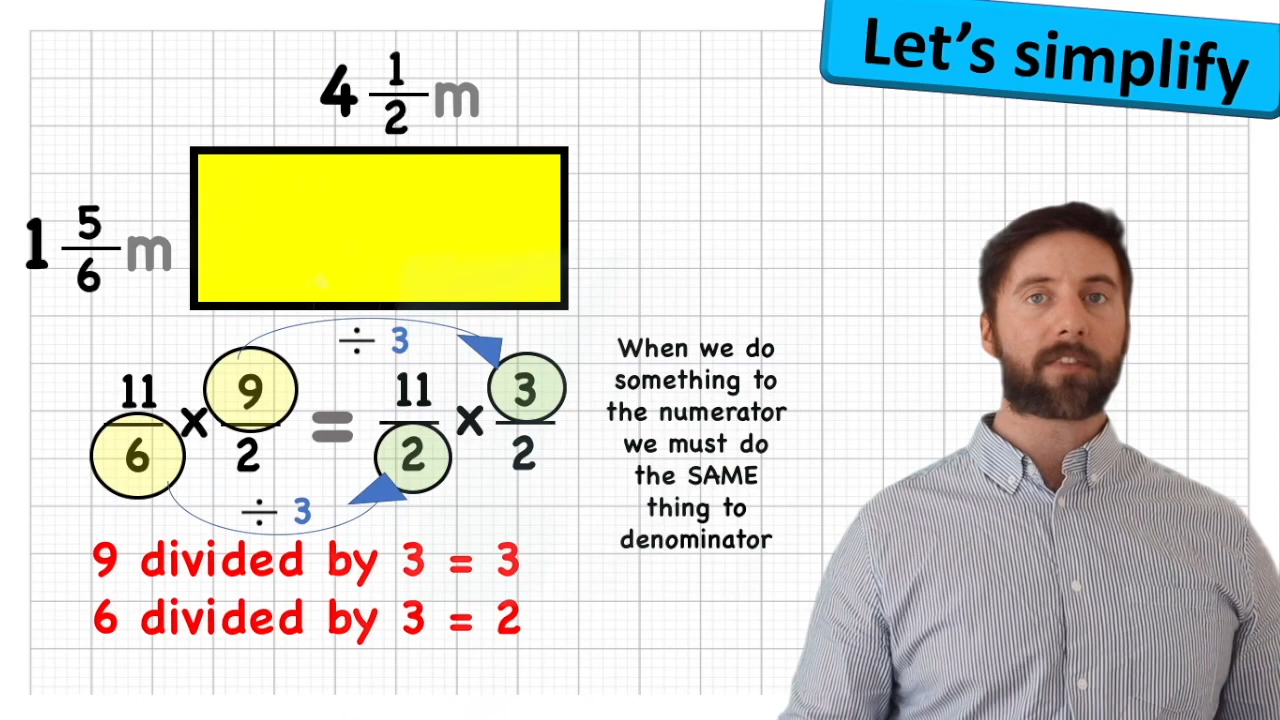 Let's simplify
4 1/2 m
1 5/6 m
÷ 3
11/6 x 9/2 = 11/2 x 3/2
÷ 3
When we do
something to
the numerator
we must do
the SAME
thing to
denominator
9 divided by 3 = 3
6 divided by 3 = 2